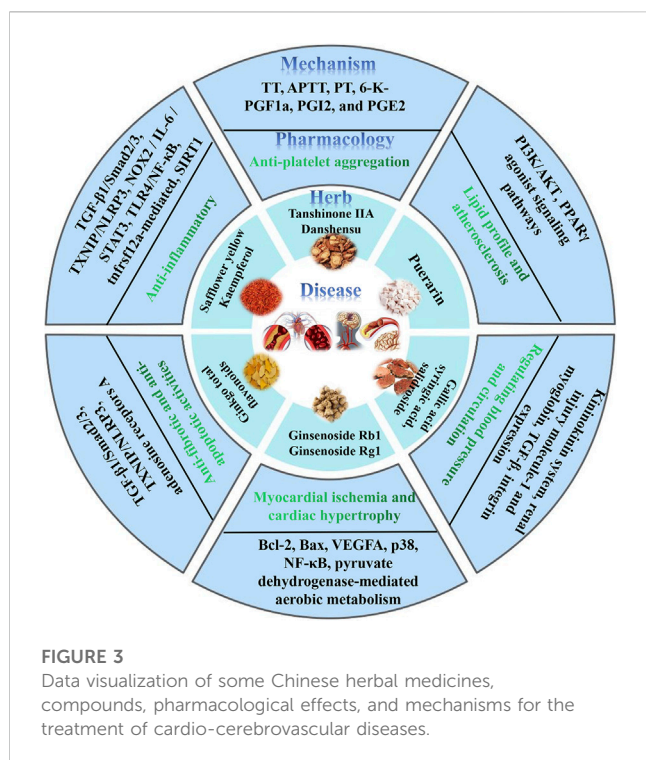 Mechanism
TT, APTT, PT, 6-K-
PGF1a, PGI2, and PGE2
Pharmacology
Anti-platelet aggregation
Herb
Tanshinone IIA
Danshensu
Disease
PI3K/AKT, PPARγ
agonist signaling
pathways
Lipid profile and
atherosclerosis
Puerarin
Kinnokinin system, renal
injury molecule-1 and
myoglobin, TGF-β, integrin
expression
Regulating blood pressure
and circulation
Gallic acid,
syringic acid,
salidroside
Ginsenoside Rb1
Ginsenoside Rg1
Myocardial ischemia and
cardiac hypertrophy
Bcl-2, Bax, VEGFA, p38,
NF-κB, pyruvate
dehydrogenase-mediated
aerobic metabolism
Ginkgo total
flavonoids
Anti-fibrotic and anti-
apoptotic activities
TGF-β1/Smad2/3,
TXNIP/NLRP3,
adenosine receptors A
Safflower yellow
Kaempferol
Anti-inflammatory
TGF-β1/Smad2/3,
TXNIP/NLRP3, NOX2 / IL-6 /
STAT3, TLR4/NF-κB,
tnfrsf12a-mediated, SIRT1
FIGURE 3
Data visualization of some Chinese herbal medicines,
compounds, pharmacological effects, and mechanisms for the
treatment of cardio-cerebrovascular diseases.